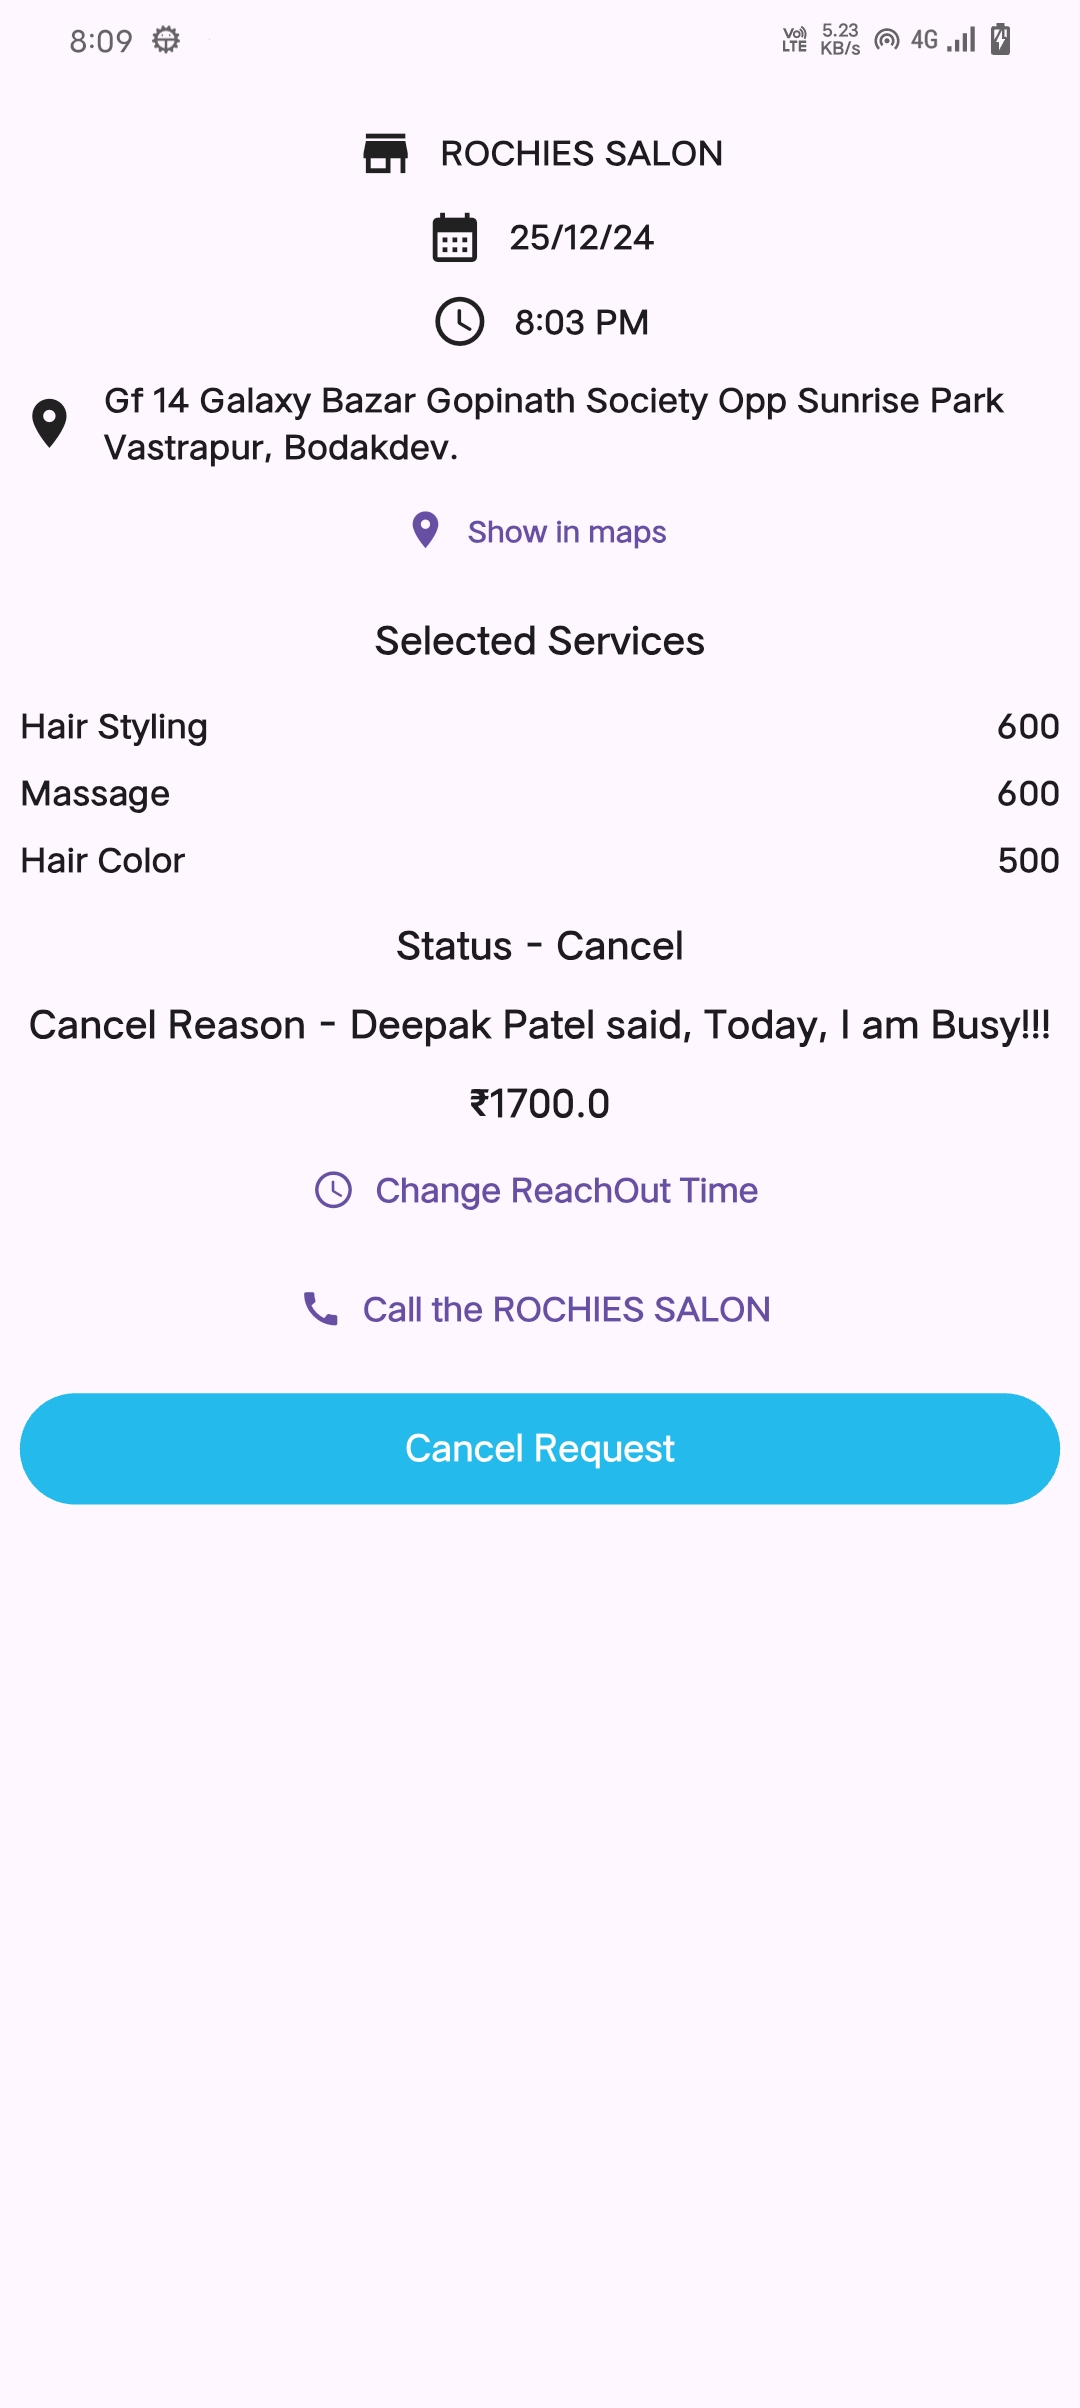 8:09
Vo) LTE 5.23 KB/s 4G
ROCHIES SALON
25/12/24
8:03 PM
Gf 14 Galaxy Bazar Gopinath Society Opp Sunrise Park
Vastrapur, Bodakdev.
Show in maps
Selected Services
Hair Styling 600
Massage 600
Hair Color 500
Status - Cancel
Cancel Reason - Deepak Patel said, Today, I am Busy!!!
₹1700.0
Change ReachOut Time
Call the ROCHIES SALON
Cancel Request